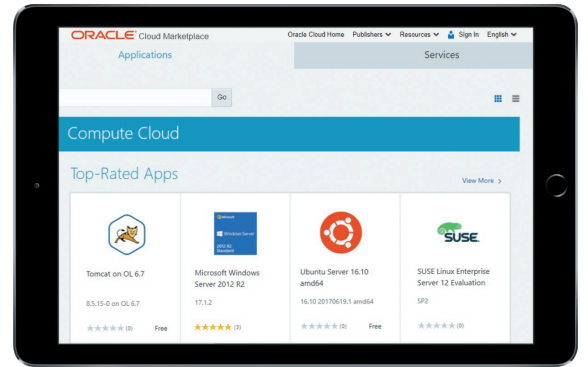 ORACLE® Cloud Marketplace
Oracle Cloud Home Publishers Resources Sign In English
Applications
Services
Go
Compute Cloud
Top-Rated Apps
View More >
Microsoft
Windows Server
2012 R2
Standard
SUSE
Tomcat on OL 6.7
8.5.15-0 on OL 6.7
(0) Free
Microsoft Windows
Server 2012 R2
17.1.2
(3)
Ubuntu Server 16.10
amd64
16.10 20170619.1 amd64
(0) Free
SUSE Linux Enterprise
Server 12 Evaluation
SP2
(0)